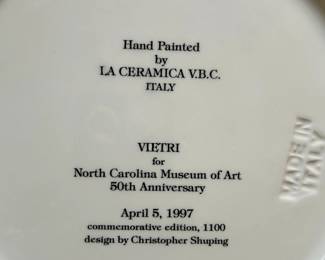 Hand Painted
by
LA CERAMICA V.B.C.
ITALY
VIETRI
for
North Carolina Museum of Art
50th Anniversary
April 5, 1997
commemorative edition, 1100
design by Christopher Shuping
MADE IN
ITALY